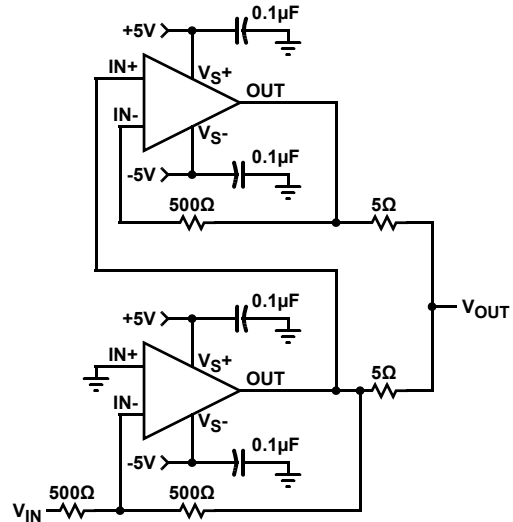 0.1µF
+5V
IN+
VS+
OUT
IN-
VS-
0.1µF
-5V
500Ω
5Ω
VOUT
0.1µF
+5V
IN+
VS+
OUT
5Ω
IN-
VS-
0.1µF
-5V
500Ω
500Ω
VIN